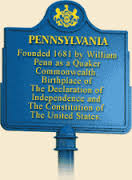 PENNSYLVANIA
Founded 1681 by William
Penn as a Quaker
Commonwealth.
Birthplace of
The Declaration of
Independence and
The Constitution of
The United States.